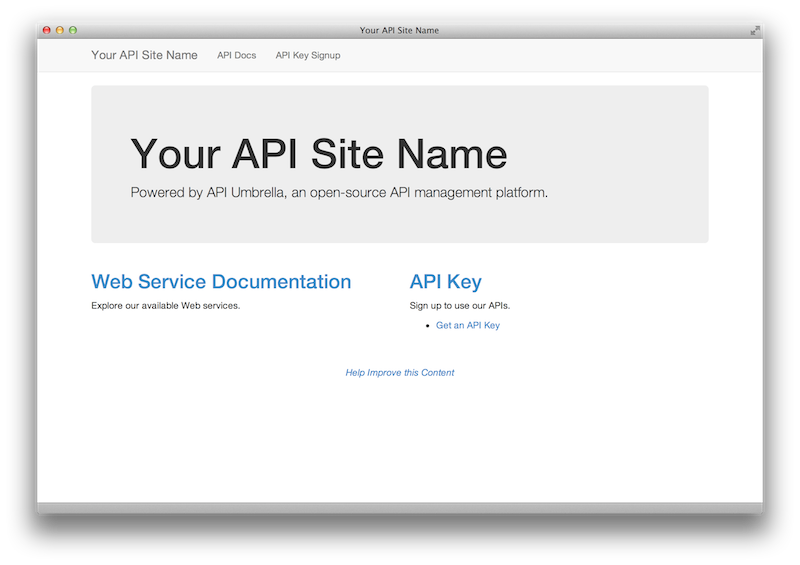 Your API Site Name
Your API Site Name API Docs API Key Signup
Your API Site Name
Powered by API Umbrella, an open-source API management platform.
Web Service Documentation
Explore our available Web services.
API Key
Sign up to use our APIs.
• Get an API Key
Help Improve this Content